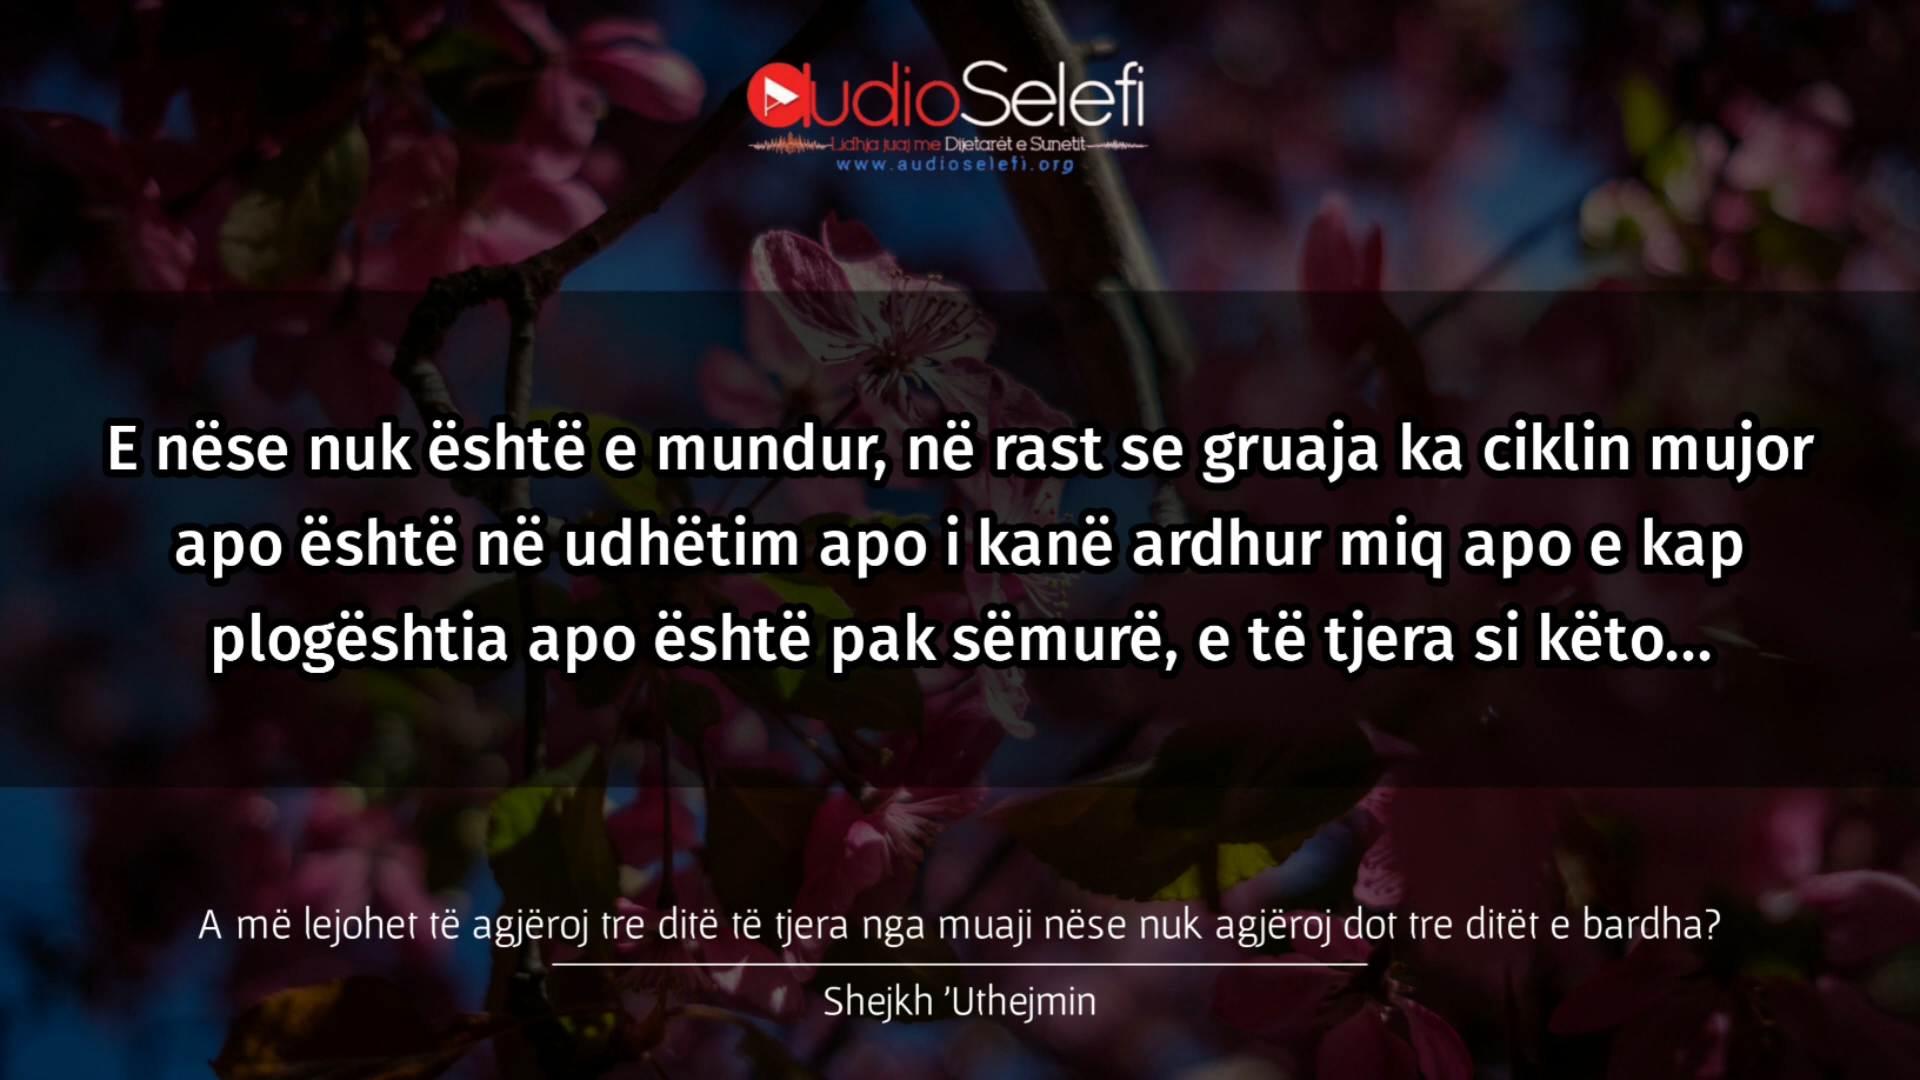 audioSelefi
Lidhja juaj me Dijetarët e Sunetit
www.audioselefi.org
E nëse nuk është e mundur, në rast se gruaja ka ciklin mujor
apo është në udhëtim apo i kanë ardhur miq apo e kap
plogështia apo është pak sëmurë, e të tjera si këto...
A më lejohet të agjëroj tre ditë të tjera nga muaji nëse nuk agjëroj dot tre ditët e bardha?
Shejkh ’Uthejmin